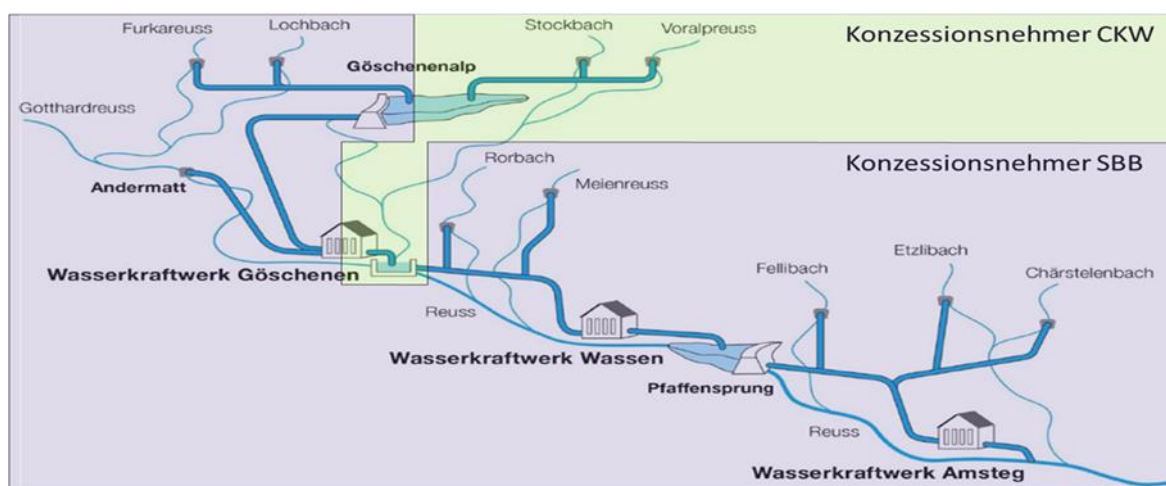 Furkareuss
Lochbach
Stockbach
Voralpreuss
Konzessionsnehmer CKW
Göschenenalp
Gotthardreuss
Rorbach
Konzessionsnehmer SBB
Andermatt
Meienreuss
Wasserkraftwerk Göschenen
Etzlibach
Fellibach
Chärstelenbach
Reuss
Wasserkraftwerk Wassen
Pfaffensprung
Reuss
Wasserkraftwerk Amsteg